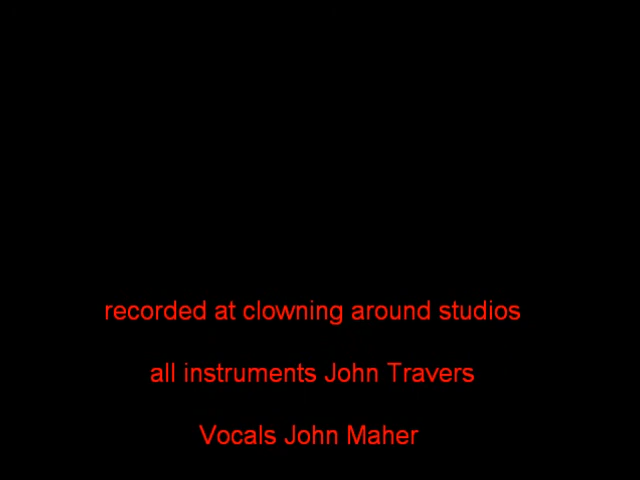 recorded at clowning around studios
all instruments John Travers
Vocals John Maher